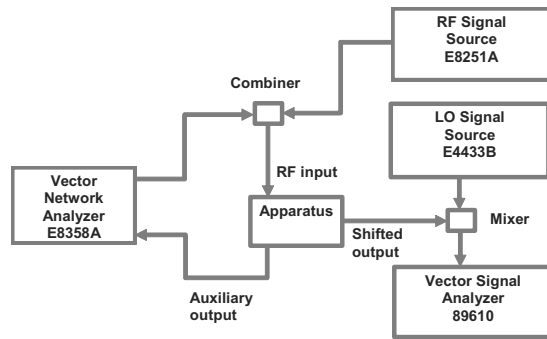 RF Signal
Source
E8251A
Combiner
LO Signal
Source
E4433B
RF input
Vector
Network
Analyzer
E8358A
Apparatus
Shifted
output
Mixer
Auxiliary
output
Vector Signal
Analyzer
89610